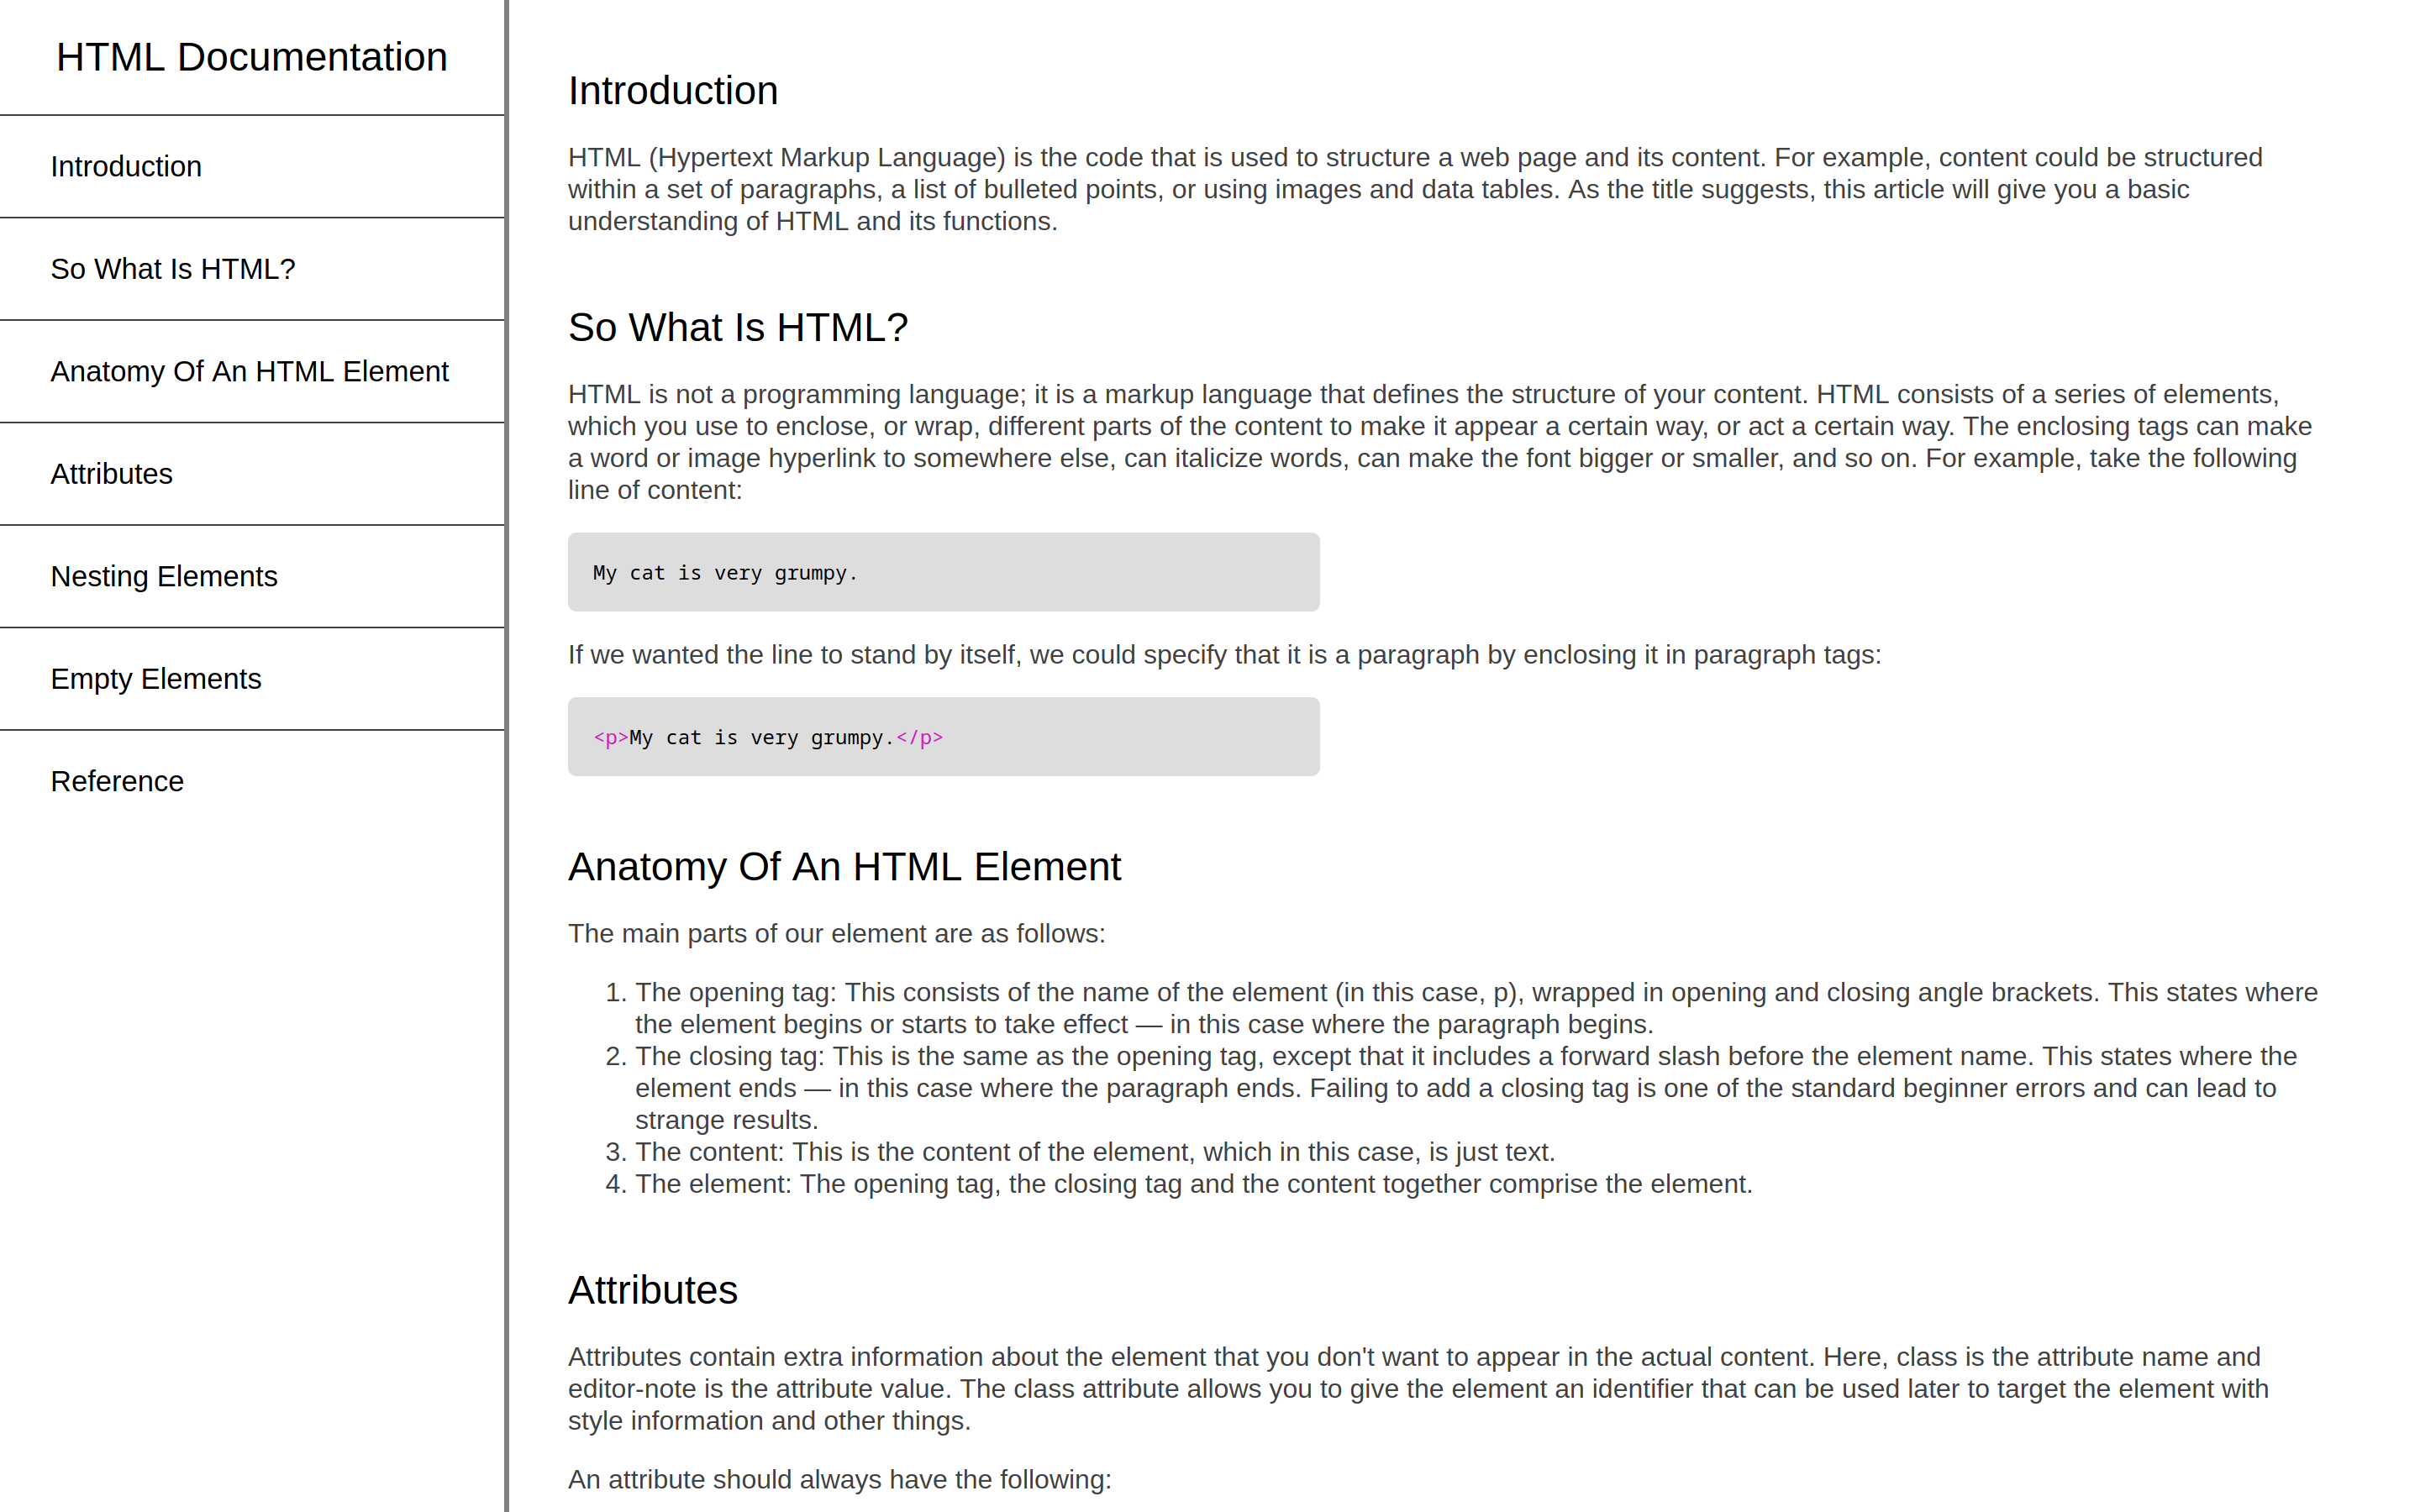 HTML Documentation
Introduction
So What Is HTML?
Anatomy Of An HTML Element
Attributes
Nesting Elements
Empty Elements
Reference
Introduction
HTML (Hypertext Markup Language) is the code that is used to structure a web page and its content. For example, content could be structured
within a set of paragraphs, a list of bulleted points, or using images and data tables. As the title suggests, this article will give you a basic
understanding of HTML and its functions.
So What Is HTML?
HTML is not a programming language; it is a markup language that defines the structure of your content. HTML consists of a series of elements,
which you use to enclose, or wrap, different parts of the content to make it appear a certain way, or act a certain way. The enclosing tags can make
a word or image hyperlink to somewhere else, can italicize words, can make the font bigger or smaller, and so on. For example, take the following
line of content:
My cat is very grumpy.
If we wanted the line to stand by itself, we could specify that it is a paragraph by enclosing it in paragraph tags:
<p>My cat is very grumpy.</p>
Anatomy Of An HTML Element
The main parts of our element are as follows:
1. The opening tag: This consists of the name of the element (in this case, p), wrapped in opening and closing angle brackets. This states where
the element begins or starts to take effect — in this case where the paragraph begins.
2. The closing tag: This is the same as the opening tag, except that it includes a forward slash before the element name. This states where the
element ends — in this case where the paragraph ends. Failing to add a closing tag is one of the standard beginner errors and can lead to
strange results.
3. The content: This is the content of the element, which in this case, is just text.
4. The element: The opening tag, the closing tag and the content together comprise the element.
Attributes
Attributes contain extra information about the element that you don't want to appear in the actual content. Here, class is the attribute name and
editor-note is the attribute value. The class attribute allows you to give the element an identifier that can be used later to target the element with
style information and other things.
An attribute should always have the following: